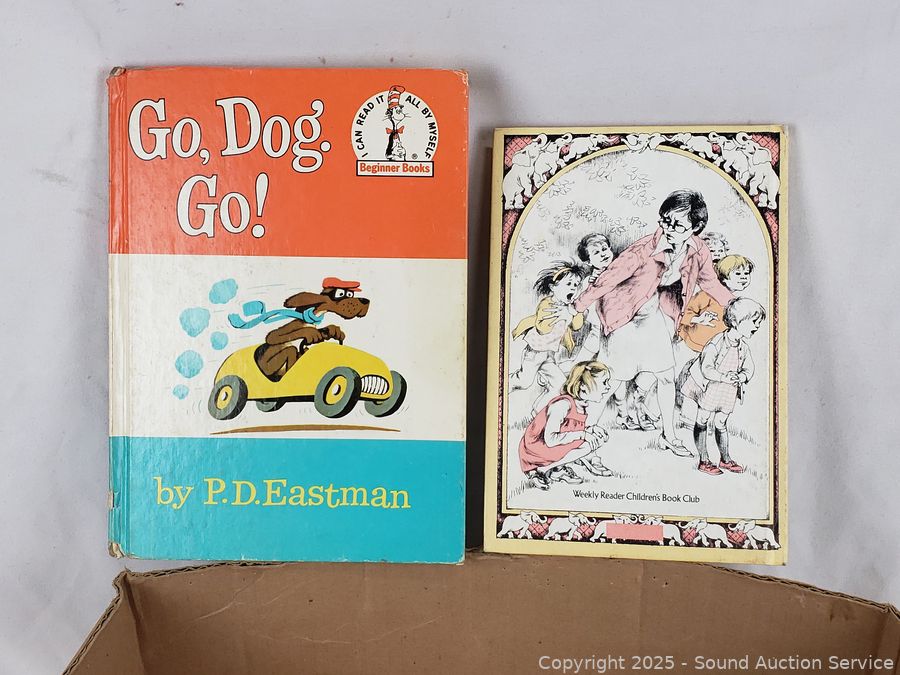 Go, Dog.
Go!
I CAN READ IT ALL BY MYSELF
®
Beginner Books
by P.D.Eastman
Weekly Reader Children's Book Club
Copyright 2025 - Sound Auction Service